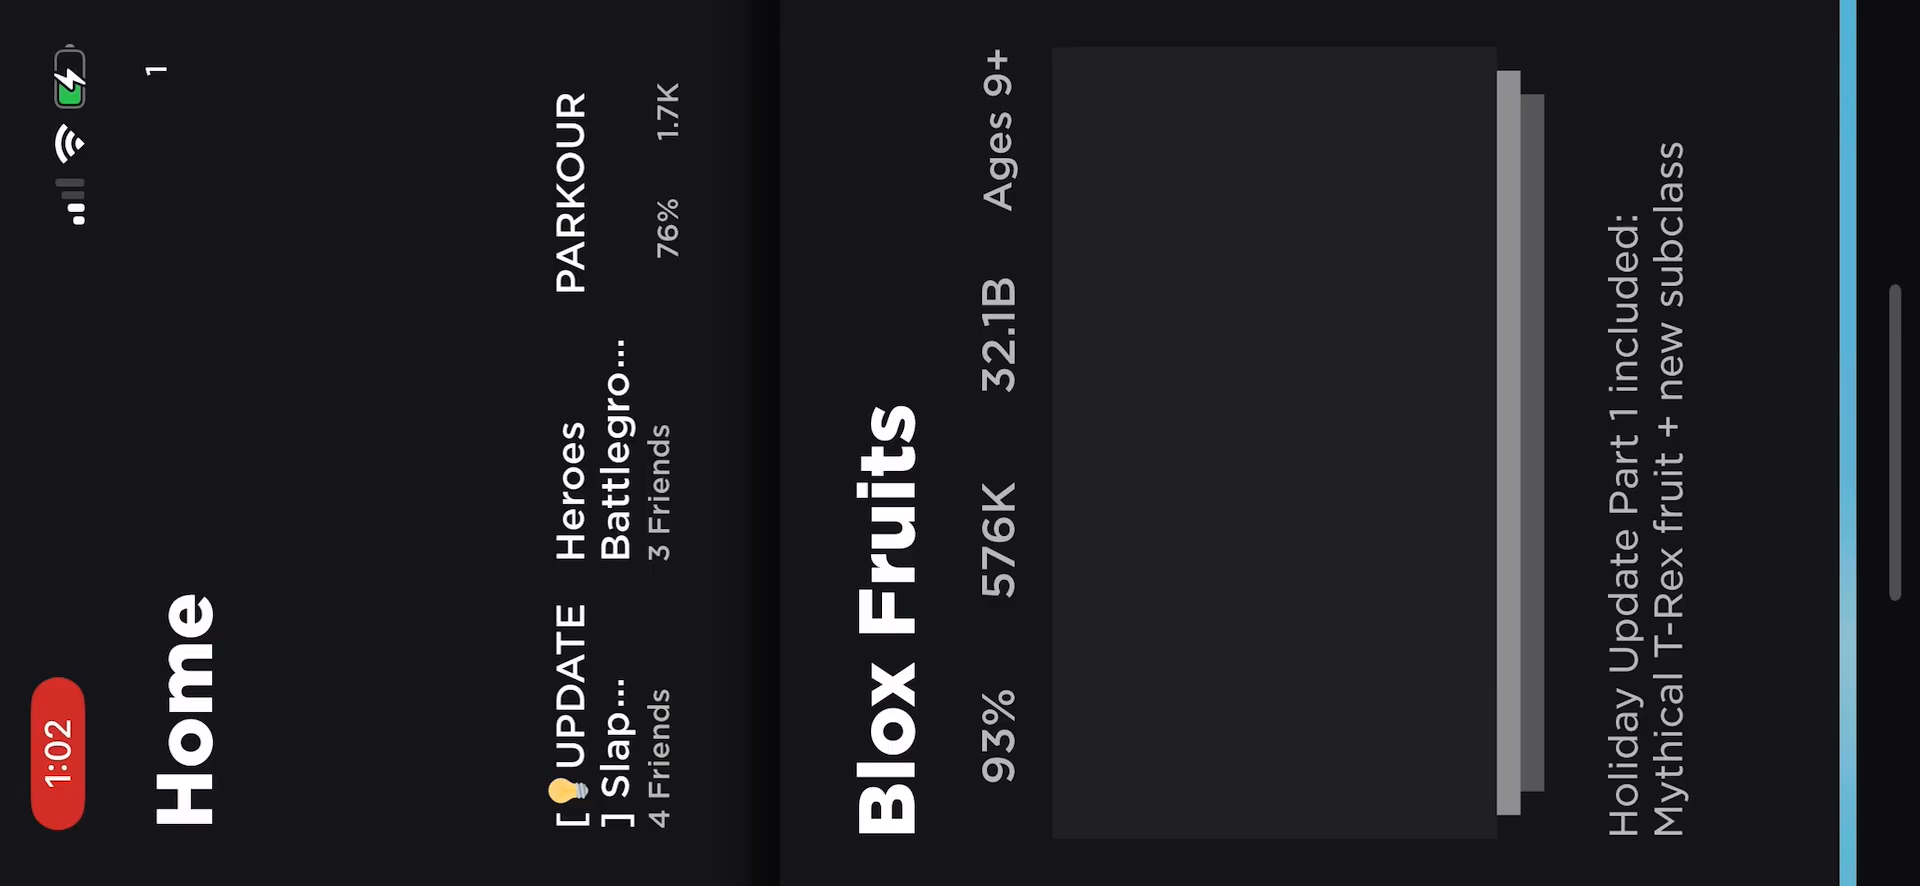 1:02
Home
1
[💡UPDATE
] Slap...
4 Friends
Heroes
Battlegro...
3 Friends
PARKOUR
76% 1.7K
Blox Fruits
93% 576K 32.1B Ages 9+
Holiday Update Part 1 included:
Mythical T-Rex fruit + new subclass